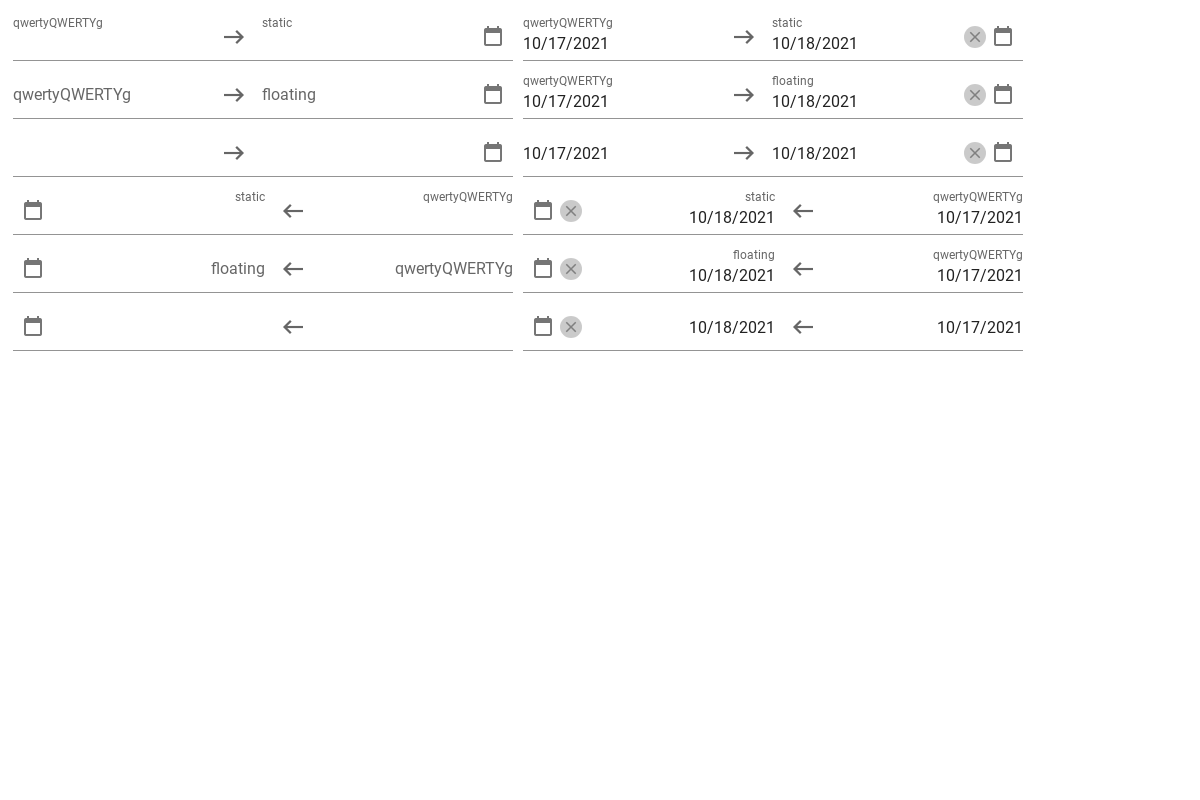 qwertyQWERTYg static qwertyQWERTYg static
10/17/2021 10/18/2021
qwertyQWERTYg floating qwertyQWERTYg floating
10/17/2021 10/18/2021
10/17/2021 10/18/2021
static qwertyQWERTYg static qwertyQWERTYg
10/18/2021 10/17/2021
floating qwertyQWERTYg floating qwertyQWERTYg
10/18/2021 10/17/2021
10/18/2021 10/17/2021